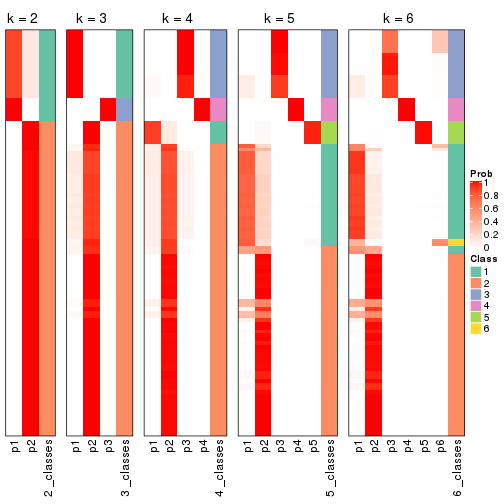 k = 2
k = 3
k = 4
k = 5
k = 6
Prob
1
0.8
0.6
0.4
0.2
0
Class
1
2
3
4
5
6
p1
p2
2_classes
p1
p2
p3
3_classes
p1
p2
p3
p4
4_classes
p1
p2
p3
p4
p5
5_classes
p1
p2
p3
p4
p5
p6
6_classes